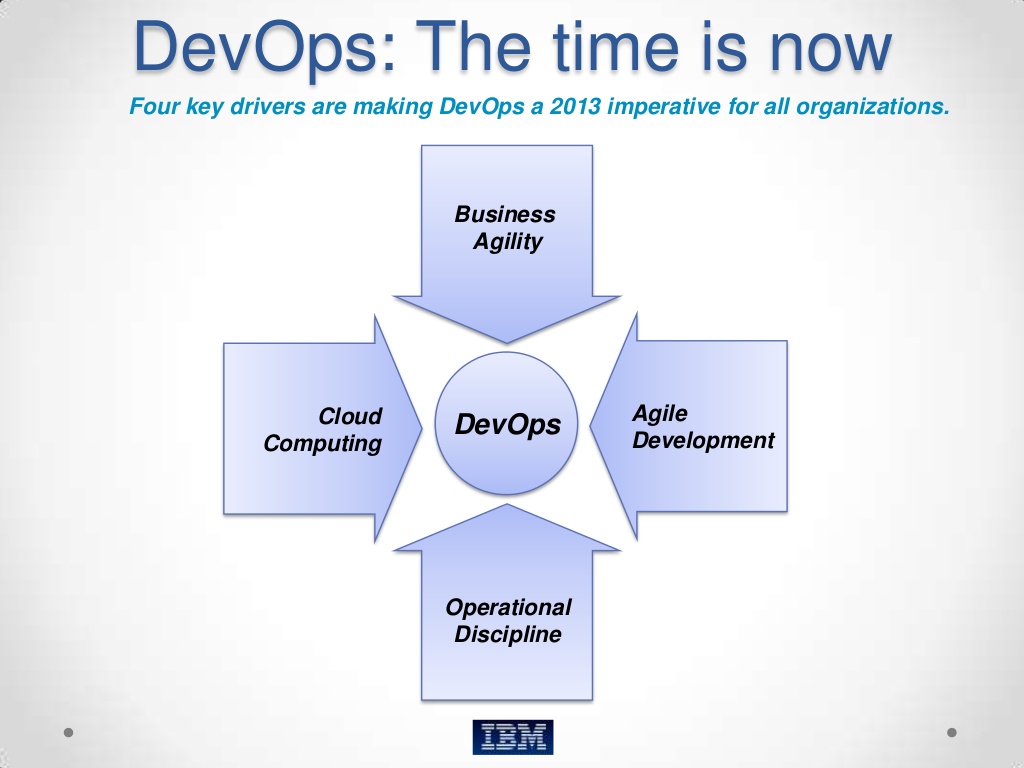 DevOps: The time is now
Four key drivers are making DevOps a 2013 imperative for all organizations.
Business
Agility
Cloud
Computing
DevOps
Agile
Development
Operational
Discipline
IBM